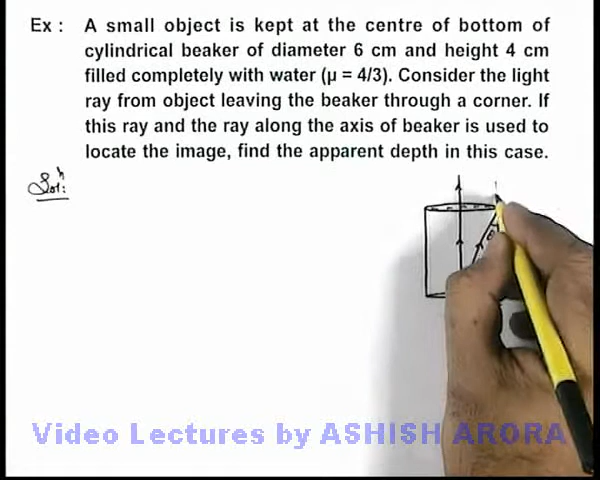 Ex : A small object is kept at the centre of bottom of
cylindrical beaker of diameter 6 cm and height 4 cm
filled completely with water (μ = 4/3). Consider the light
ray from object leaving the beaker through a corner. If
this ray and the ray along the axis of beaker is used to
locate the image, find the apparent depth in this case.
Solⁿ:
θ
Video Lectures by ASHISH ARORA